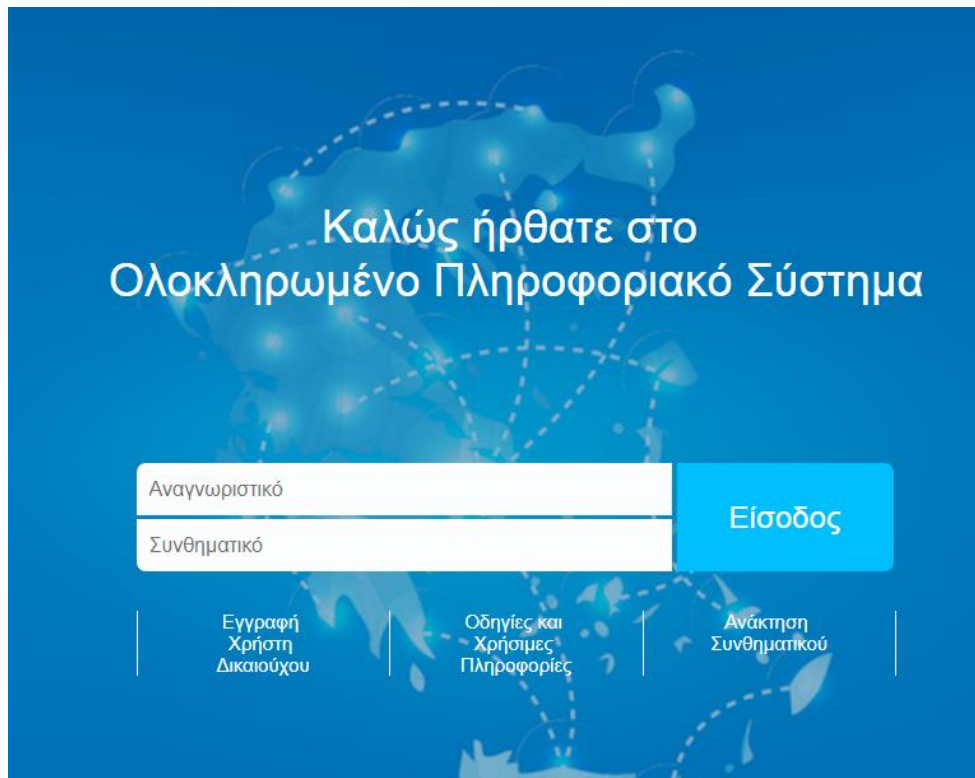 Καλώς ήρθατε στο
Ολοκληρωμένο Πληροφοριακό Σύστημα
Αναγνωριστικό
Συνθηματικό
Είσοδος
Εγγραφή
Χρήστη
Δικαιούχου
Οδηγίες και
Χρήσιμες
Πληροφορίες
Ανάκτηση
Συνθηματικού